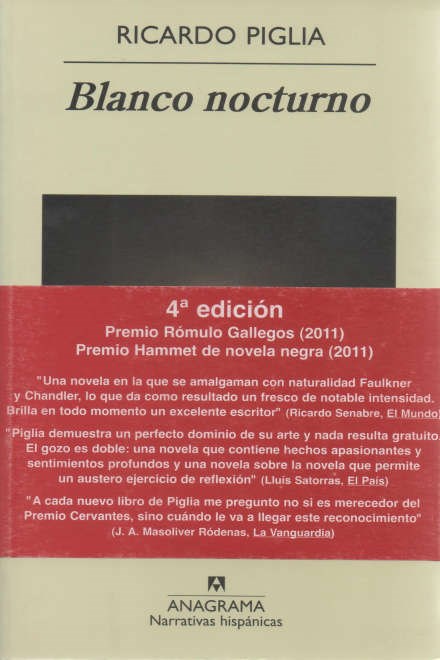 RICARDO PIGLIA
Blanco nocturno
4ª edición
Premio Rómulo Gallegos (2011)
Premio Hammet de novela negra (2011)
"Una novela en la que se amalgaman con naturalidad Faulkner
y Chandler, lo que da como resultado un fresco de notable intensidad.
Brilla en todo momento un excelente escritor" (Ricardo Senabre, El Mundo)
"Piglia demuestra un perfecto dominio de su arte y nada resulta gratuito.
El gozo es doble: una novela que contiene hechos apasionantes y
sentimientos profundos y una novela sobre la novela que permite
un austero ejercicio de reflexión" (Lluís Satorras, El País)
"A cada nuevo libro de Piglia me pregunto no si es merecedor del
Premio Cervantes, sino cuándo le va a llegar este reconocimiento"
(J. A. Masoliver Ródenas, La Vanguardia)
ANAGRAMA
Narrativas hispánicas